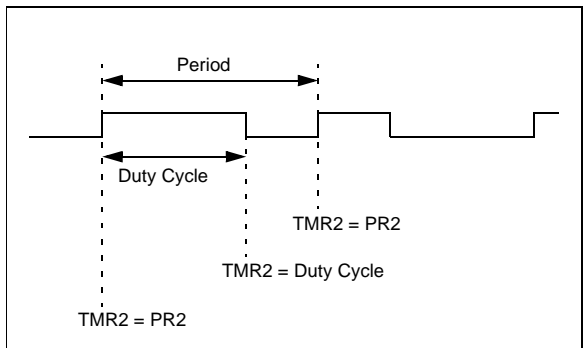 Period
Duty Cycle
TMR2 = PR2
TMR2 = Duty Cycle
TMR2 = PR2